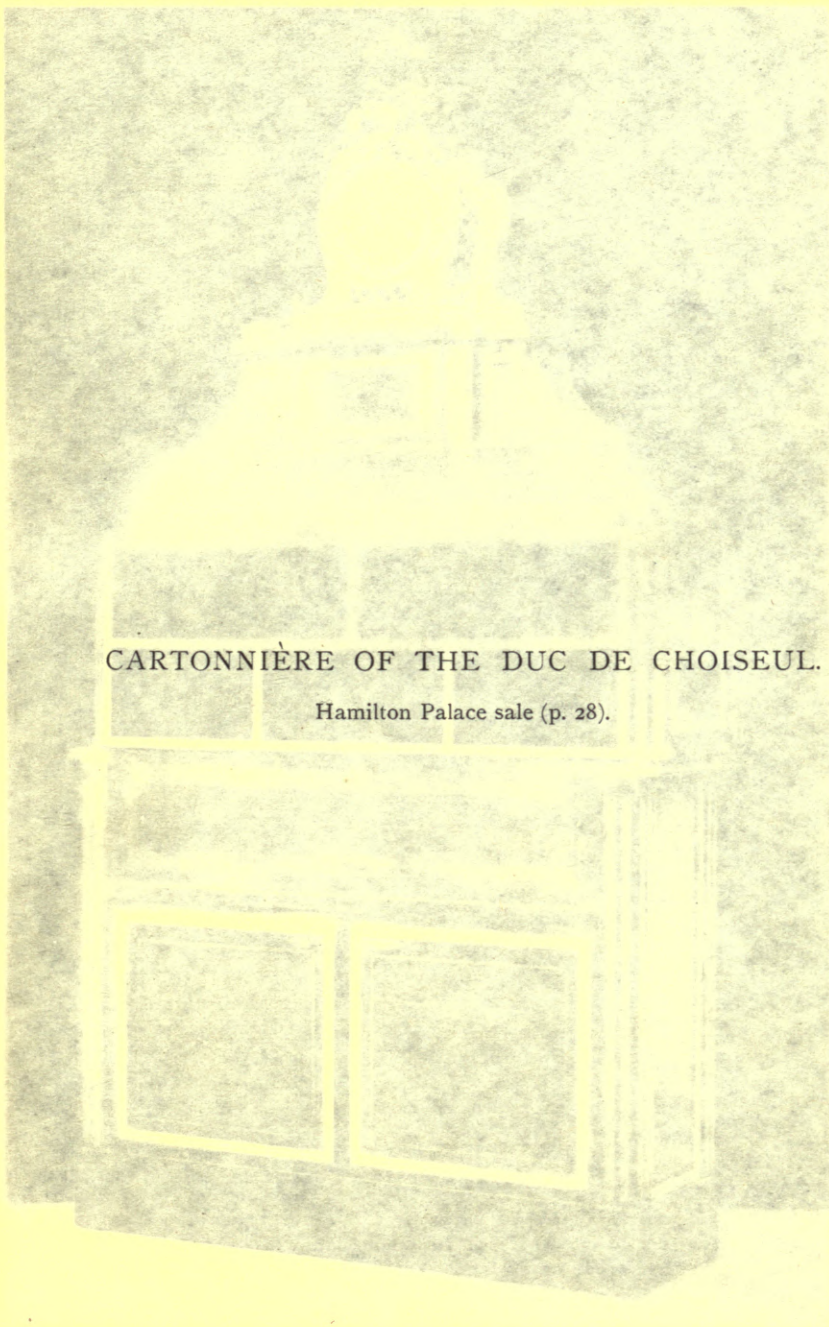 CARTONNIÈRE OF THE DUC DE CHOISEUL.
Hamilton Palace sale (p. 28).